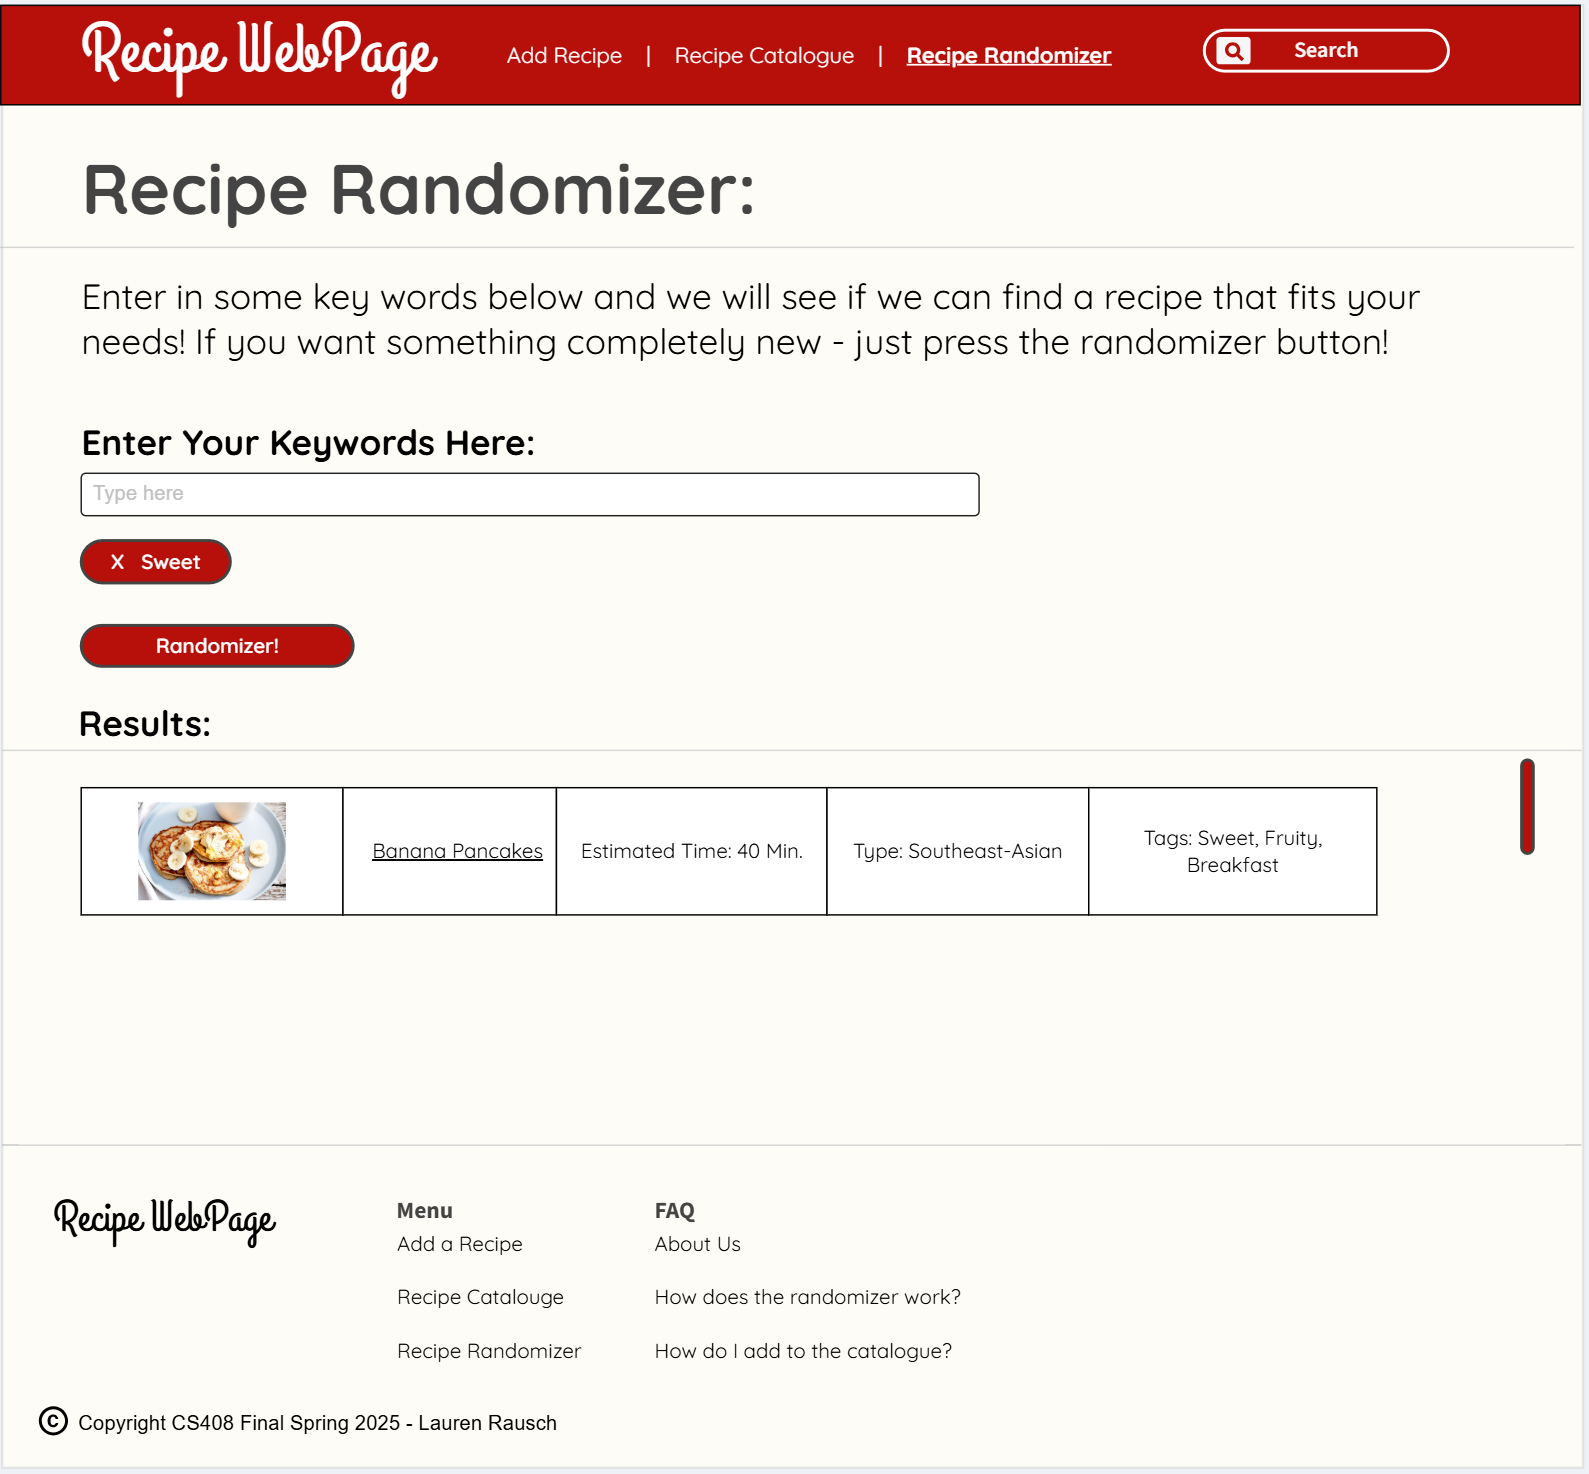 Recipe WebPage
Add Recipe | Recipe Catalogue | Recipe Randomizer
Search
Recipe Randomizer:
Enter in some key words below and we will see if we can find a recipe that fits your
needs! If you want something completely new - just press the randomizer button!
Enter Your Keywords Here:
Type here
X Sweet
Randomizer!
Results:
Banana Pancakes
Estimated Time: 40 Min.
Type: Southeast-Asian
Tags: Sweet, Fruity,
Breakfast
Recipe WebPage
Menu
Add a Recipe
Recipe Catalouge
Recipe Randomizer
FAQ
About Us
How does the randomizer work?
How do I add to the catalogue?
© Copyright CS408 Final Spring 2025 - Lauren Rausch